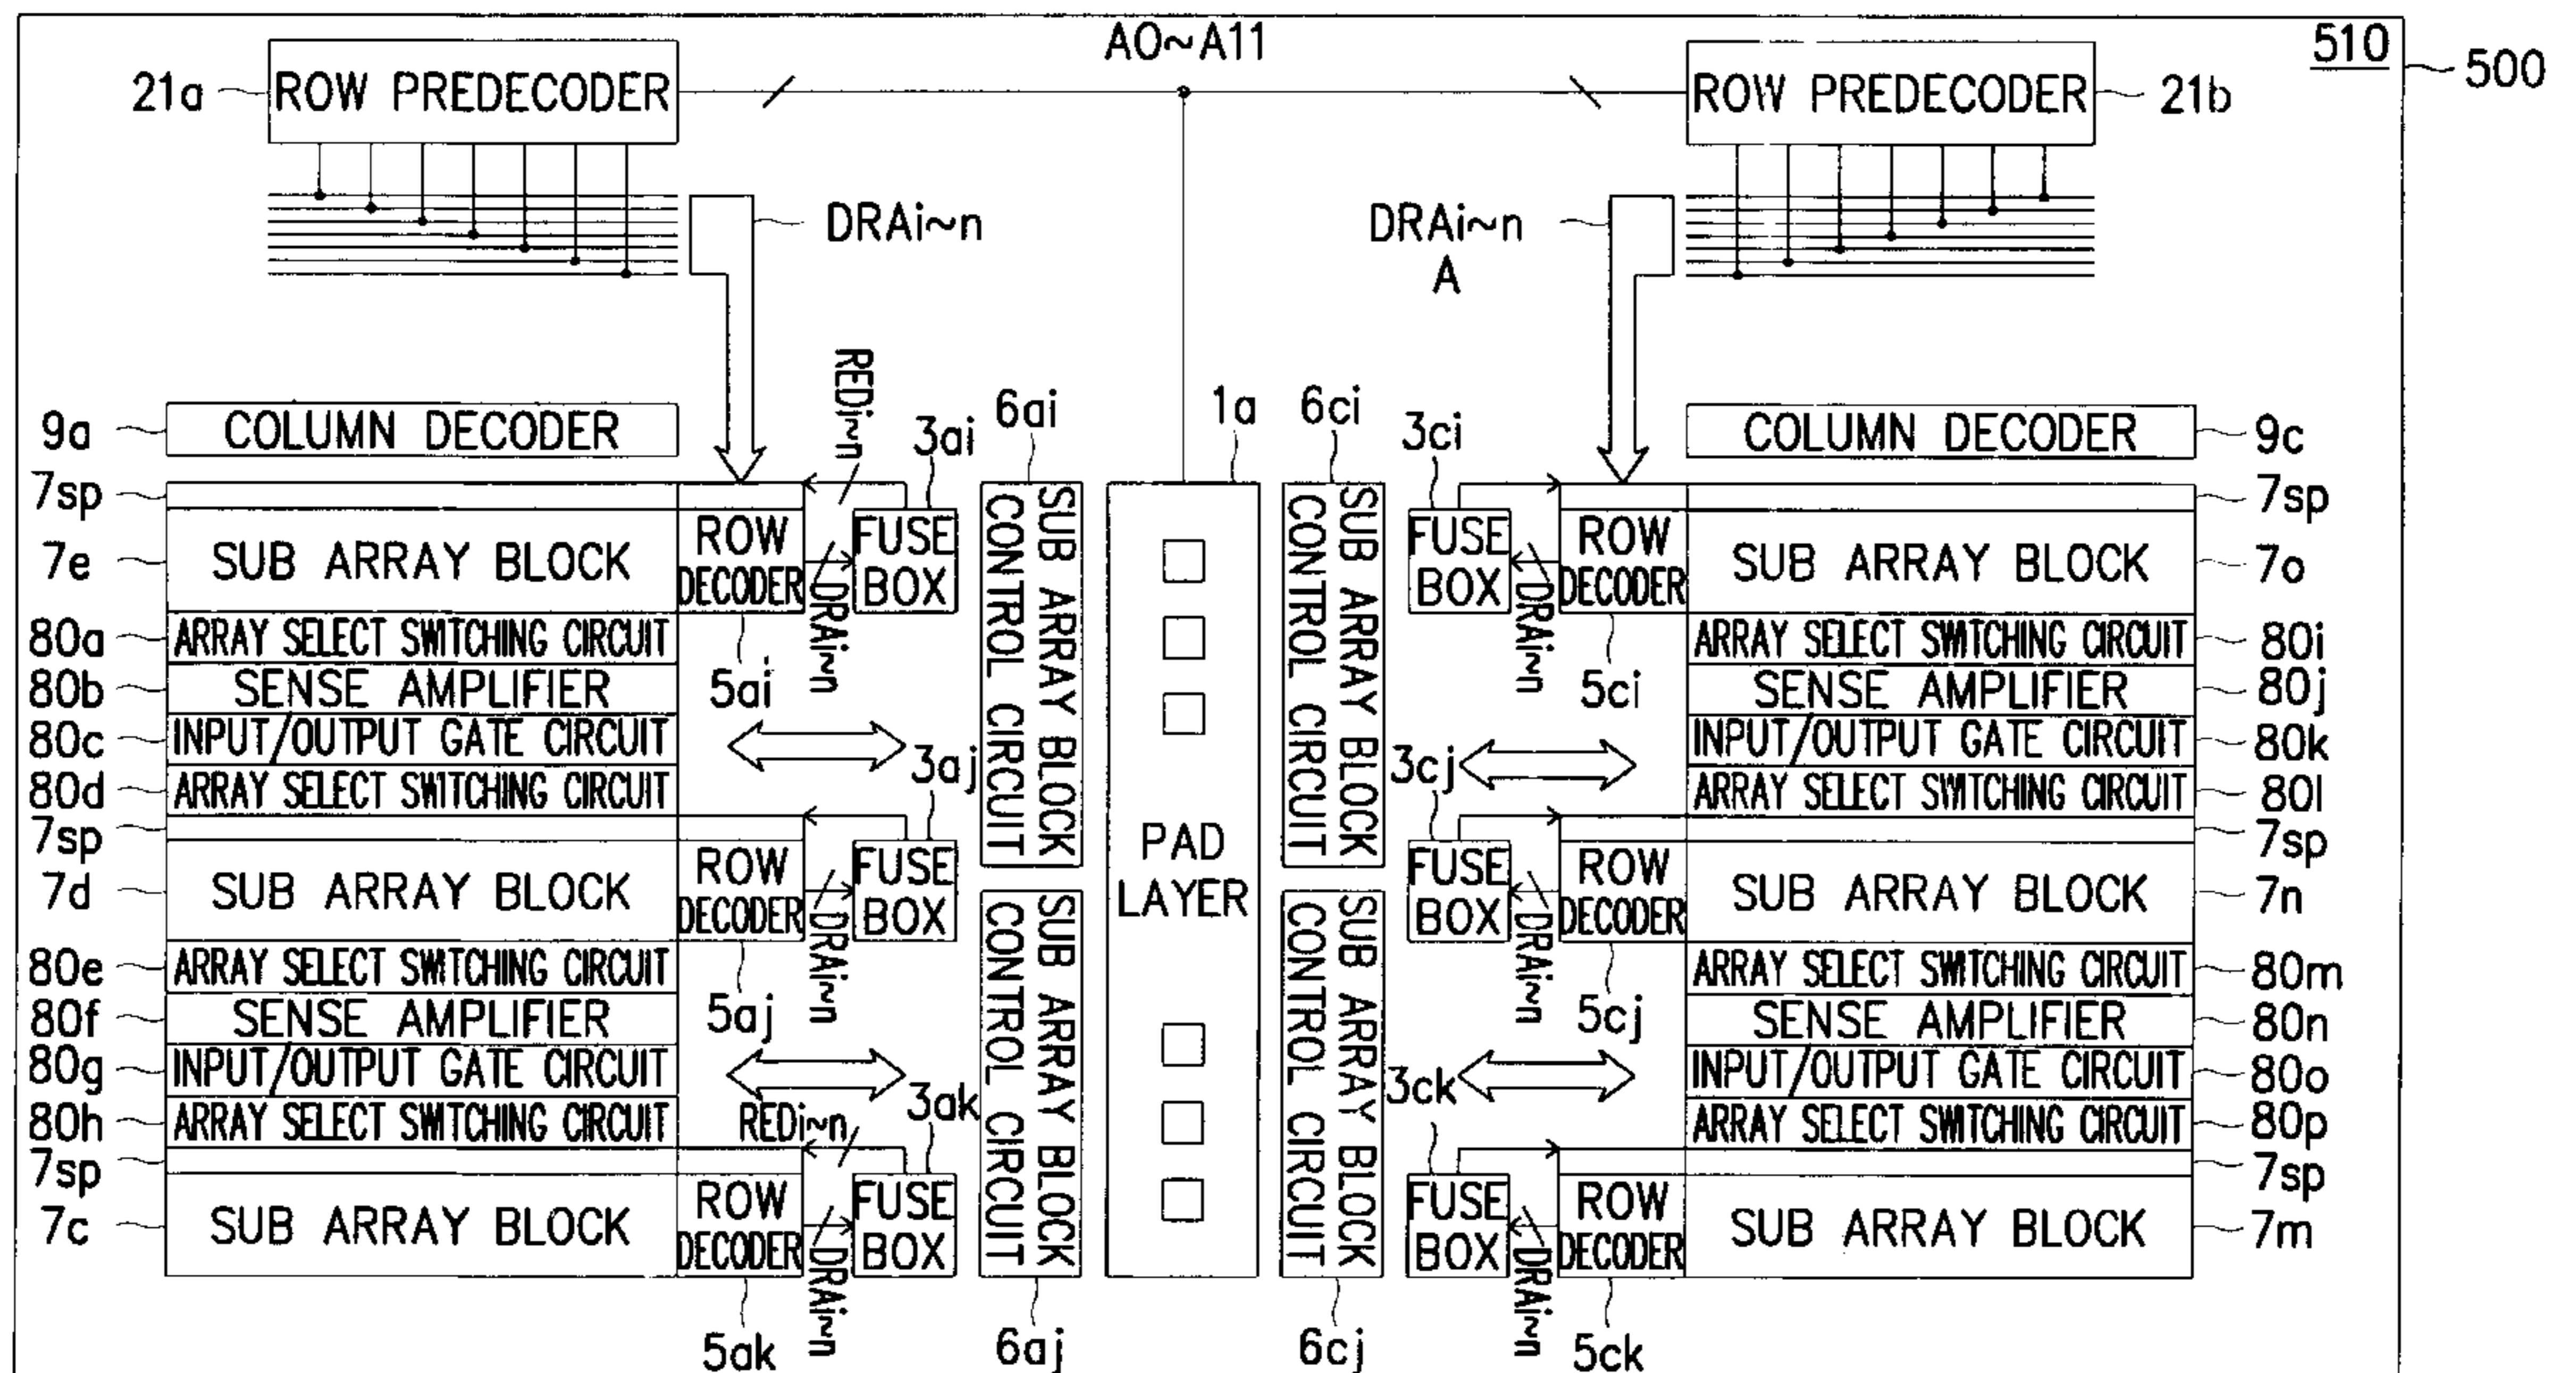 A0~A11
510
500
21a
ROW PREDECODER
ROW PREDECODER
21b
DRAi~n
DRAi~n
A
REDi~n
9a
COLUMN DECODER
6ai
1a
6ci
COLUMN DECODER
9c
3ai
3ci
7sp
7sp
7e
SUB ARRAY BLOCK
ROW
DECODER
DRAi~n
FUSE
BOX
SUB ARRAY BLOCK
CONTROL CIRCUIT
SUB ARRAY BLOCK
CONTROL CIRCUIT
FUSE
BOX
DRAi~n
ROW
DECODER
SUB ARRAY BLOCK
7o
80a
ARRAY SELECT SWITCHING CIRCUIT
ARRAY SELECT SWITCHING CIRCUIT
80i
80b
SENSE AMPLIFIER
5ai
5ci
SENSE AMPLIFIER
80j
80c
INPUT/OUTPUT GATE CIRCUIT
INPUT/OUTPUT GATE CIRCUIT
80k
80d
ARRAY SELECT SWITCHING CIRCUIT
3aj
3cj
ARRAY SELECT SWITCHING CIRCUIT
80l
7sp
7sp
PAD
LAYER
7d
SUB ARRAY BLOCK
ROW
DECODER
DRAi~n
FUSE
BOX
SUB ARRAY BLOCK
CONTROL CIRCUIT
SUB ARRAY BLOCK
CONTROL CIRCUIT
FUSE
BOX
DRAi~n
ROW
DECODER
SUB ARRAY BLOCK
7n
80e
ARRAY SELECT SWITCHING CIRCUIT
ARRAY SELECT SWITCHING CIRCUIT
80m
80f
SENSE AMPLIFIER
5aj
5cj
SENSE AMPLIFIER
80n
80g
INPUT/OUTPUT GATE CIRCUIT
INPUT/OUTPUT GATE CIRCUIT
80o
80h
ARRAY SELECT SWITCHING CIRCUIT
REDi~n
3ak
3ck
ARRAY SELECT SWITCHING CIRCUIT
80p
7sp
7sp
7c
SUB ARRAY BLOCK
ROW
DECODER
DRAi~n
FUSE
BOX
FUSE
BOX
DRAi~n
ROW
DECODER
SUB ARRAY BLOCK
7m
5ak
6aj
6cj
5ck